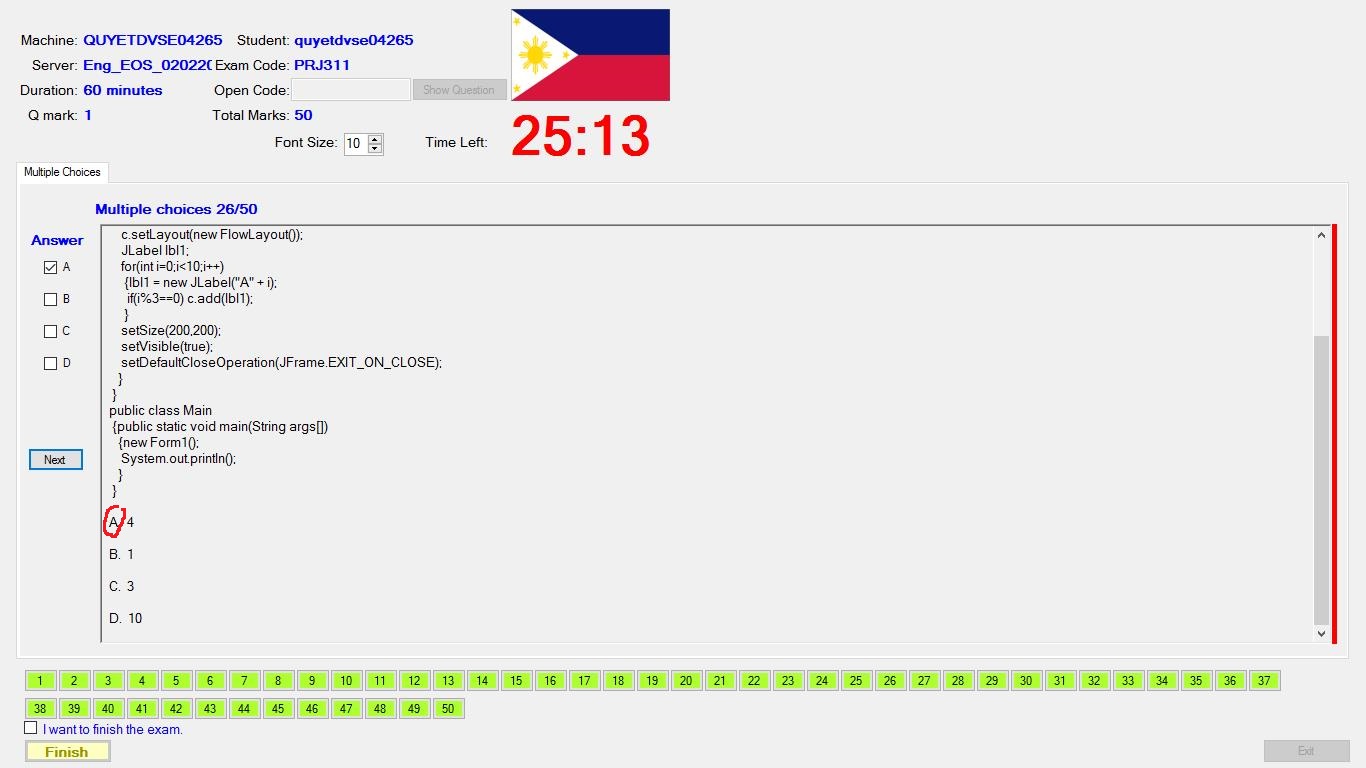 Machine: QUYETDVSE04265 Student: quyetdvse04265
Server: Eng_EOS_020220 Exam Code: PRJ311
Duration: 60 minutes Open Code: Show Question
Q mark: 1 Total Marks: 50
Font Size: 10 Time Left: 25:13
Multiple Choices
Multiple choices 26/50
Answer
A
B
C
D
Next
c.setLayout(new FlowLayout());
JLabel lbl1;
for(int i=0;i<10;i++)
{lbl1 = new JLabel("A" + i);
if(i%3==0) c.add(lbl1);
}
setSize(200,200);
setVisible(true);
setDefaultCloseOperation(JFrame.EXIT_ON_CLOSE);
}
}
public class Main
{public static void main(String args[])
{new Form1();
System.out.println();
}
}
A. 4
B. 1
C. 3
D. 10
1 2 3 4 5 6 7 8 9 10 11 12 13 14 15 16 17 18 19 20 21 22 23 24 25 26 27 28 29 30 31 32 33 34 35 36 37
38 39 40 41 42 43 44 45 46 47 48 49 50
I want to finish the exam.
Finish Exit